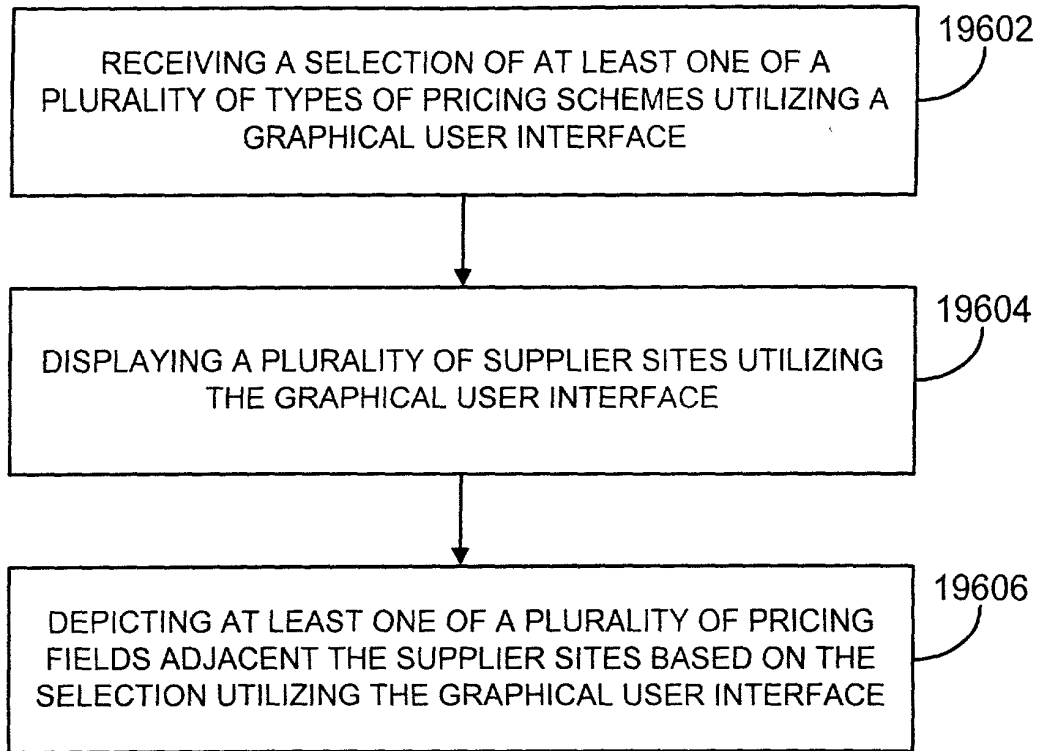 19602
RECEIVING A SELECTION OF AT LEAST ONE OF A
PLURALITY OF TYPES OF PRICING SCHEMES UTILIZING A
GRAPHICAL USER INTERFACE
19604
DISPLAYING A PLURALITY OF SUPPLIER SITES UTILIZING
THE GRAPHICAL USER INTERFACE
19606
DEPICTING AT LEAST ONE OF A PLURALITY OF PRICING
FIELDS ADJACENT THE SUPPLIER SITES BASED ON THE
SELECTION UTILIZING THE GRAPHICAL USER INTERFACE